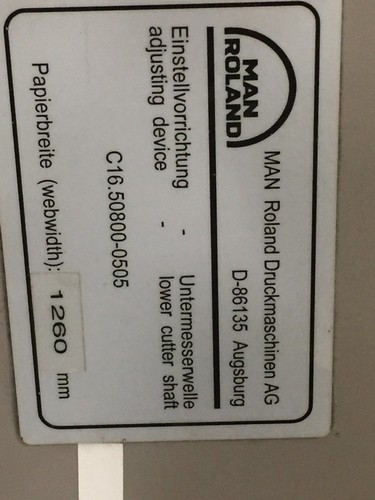 MAN
ROLAND
MAN Roland Druckmaschinen AG
D-86135 Augsburg
Einstellvorrichtung - Untermesserwelle
adjusting device - lower cutter shaft
C16.50800-0505
Papierbreite (webwidth): 1260 mm